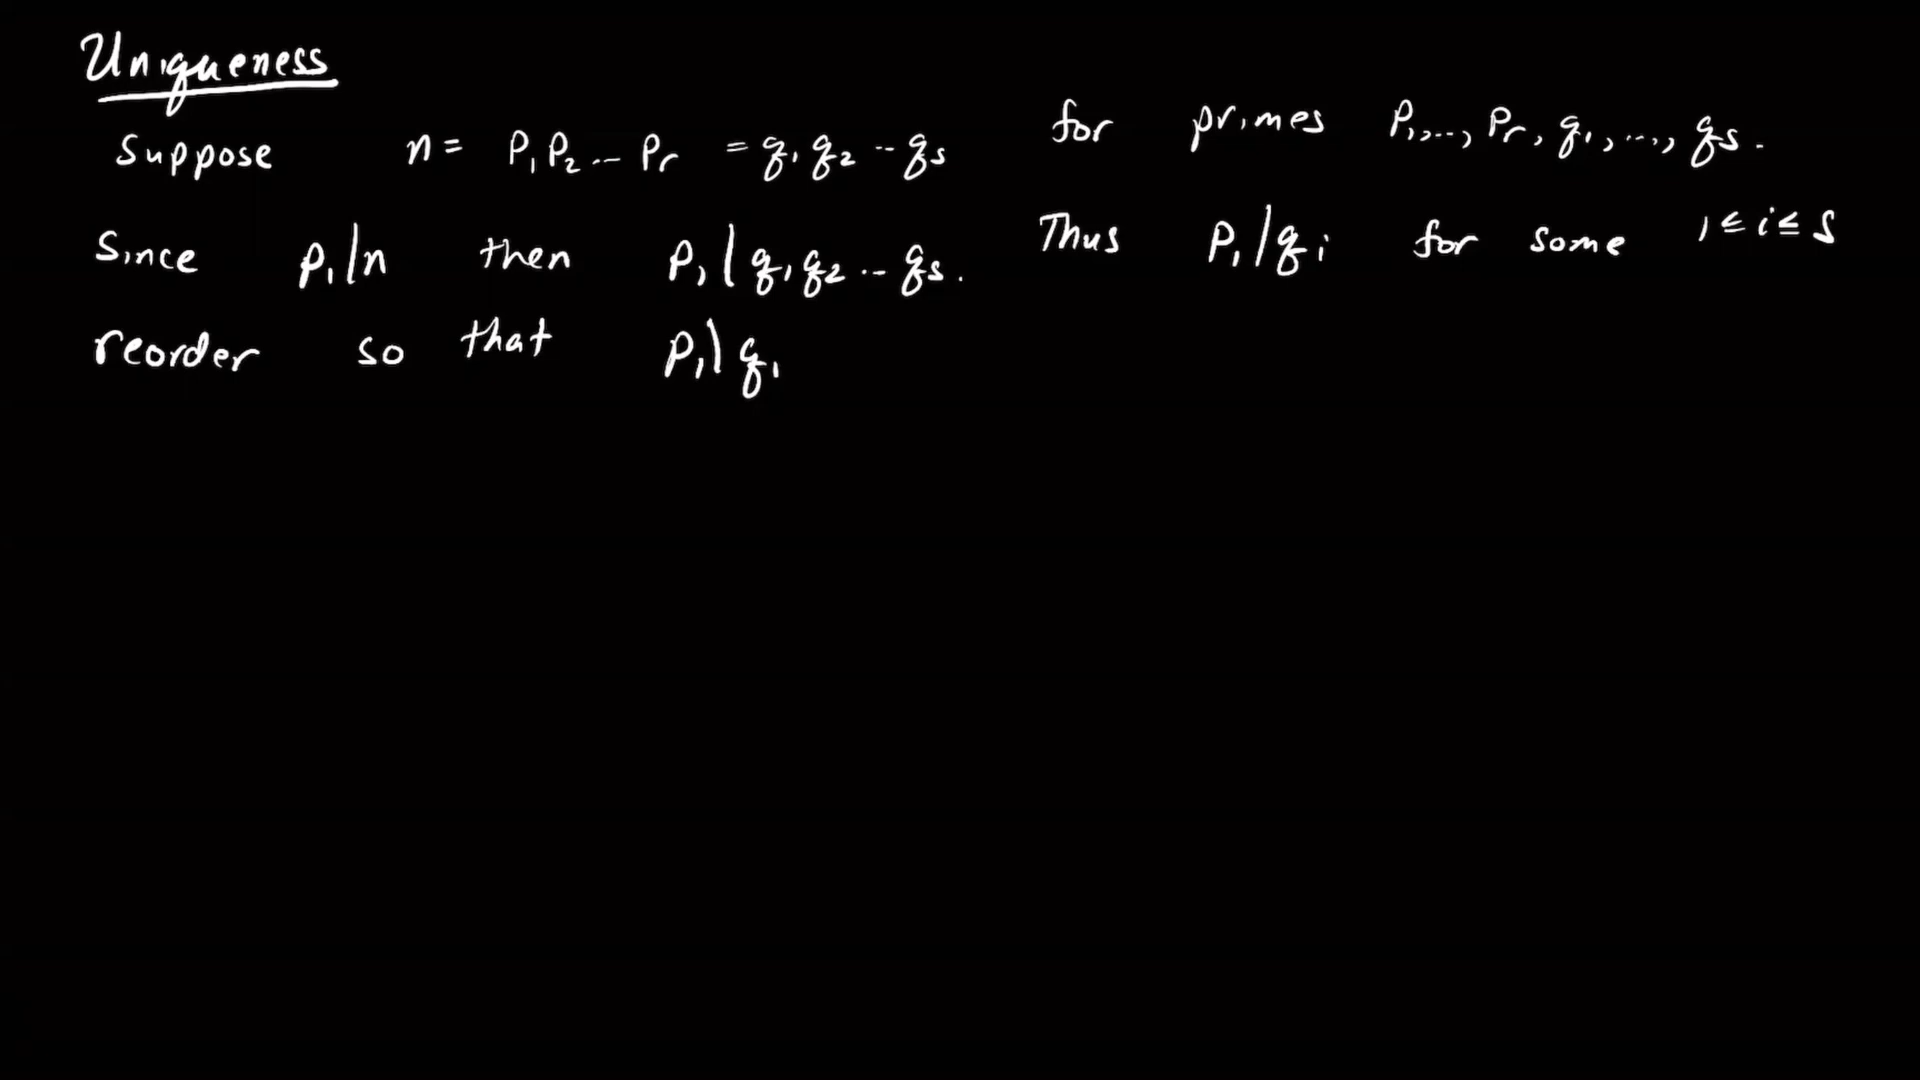 Uniqueness
Suppose n = P₁P₂...Pr = q₁q₂...qs for primes P₁,...,Pr, q₁,...,qs.
Since P₁|n then P₁|q₁q₂...qs. Thus P₁|qi for some 1≤i≤s
reorder so that P₁|q₁